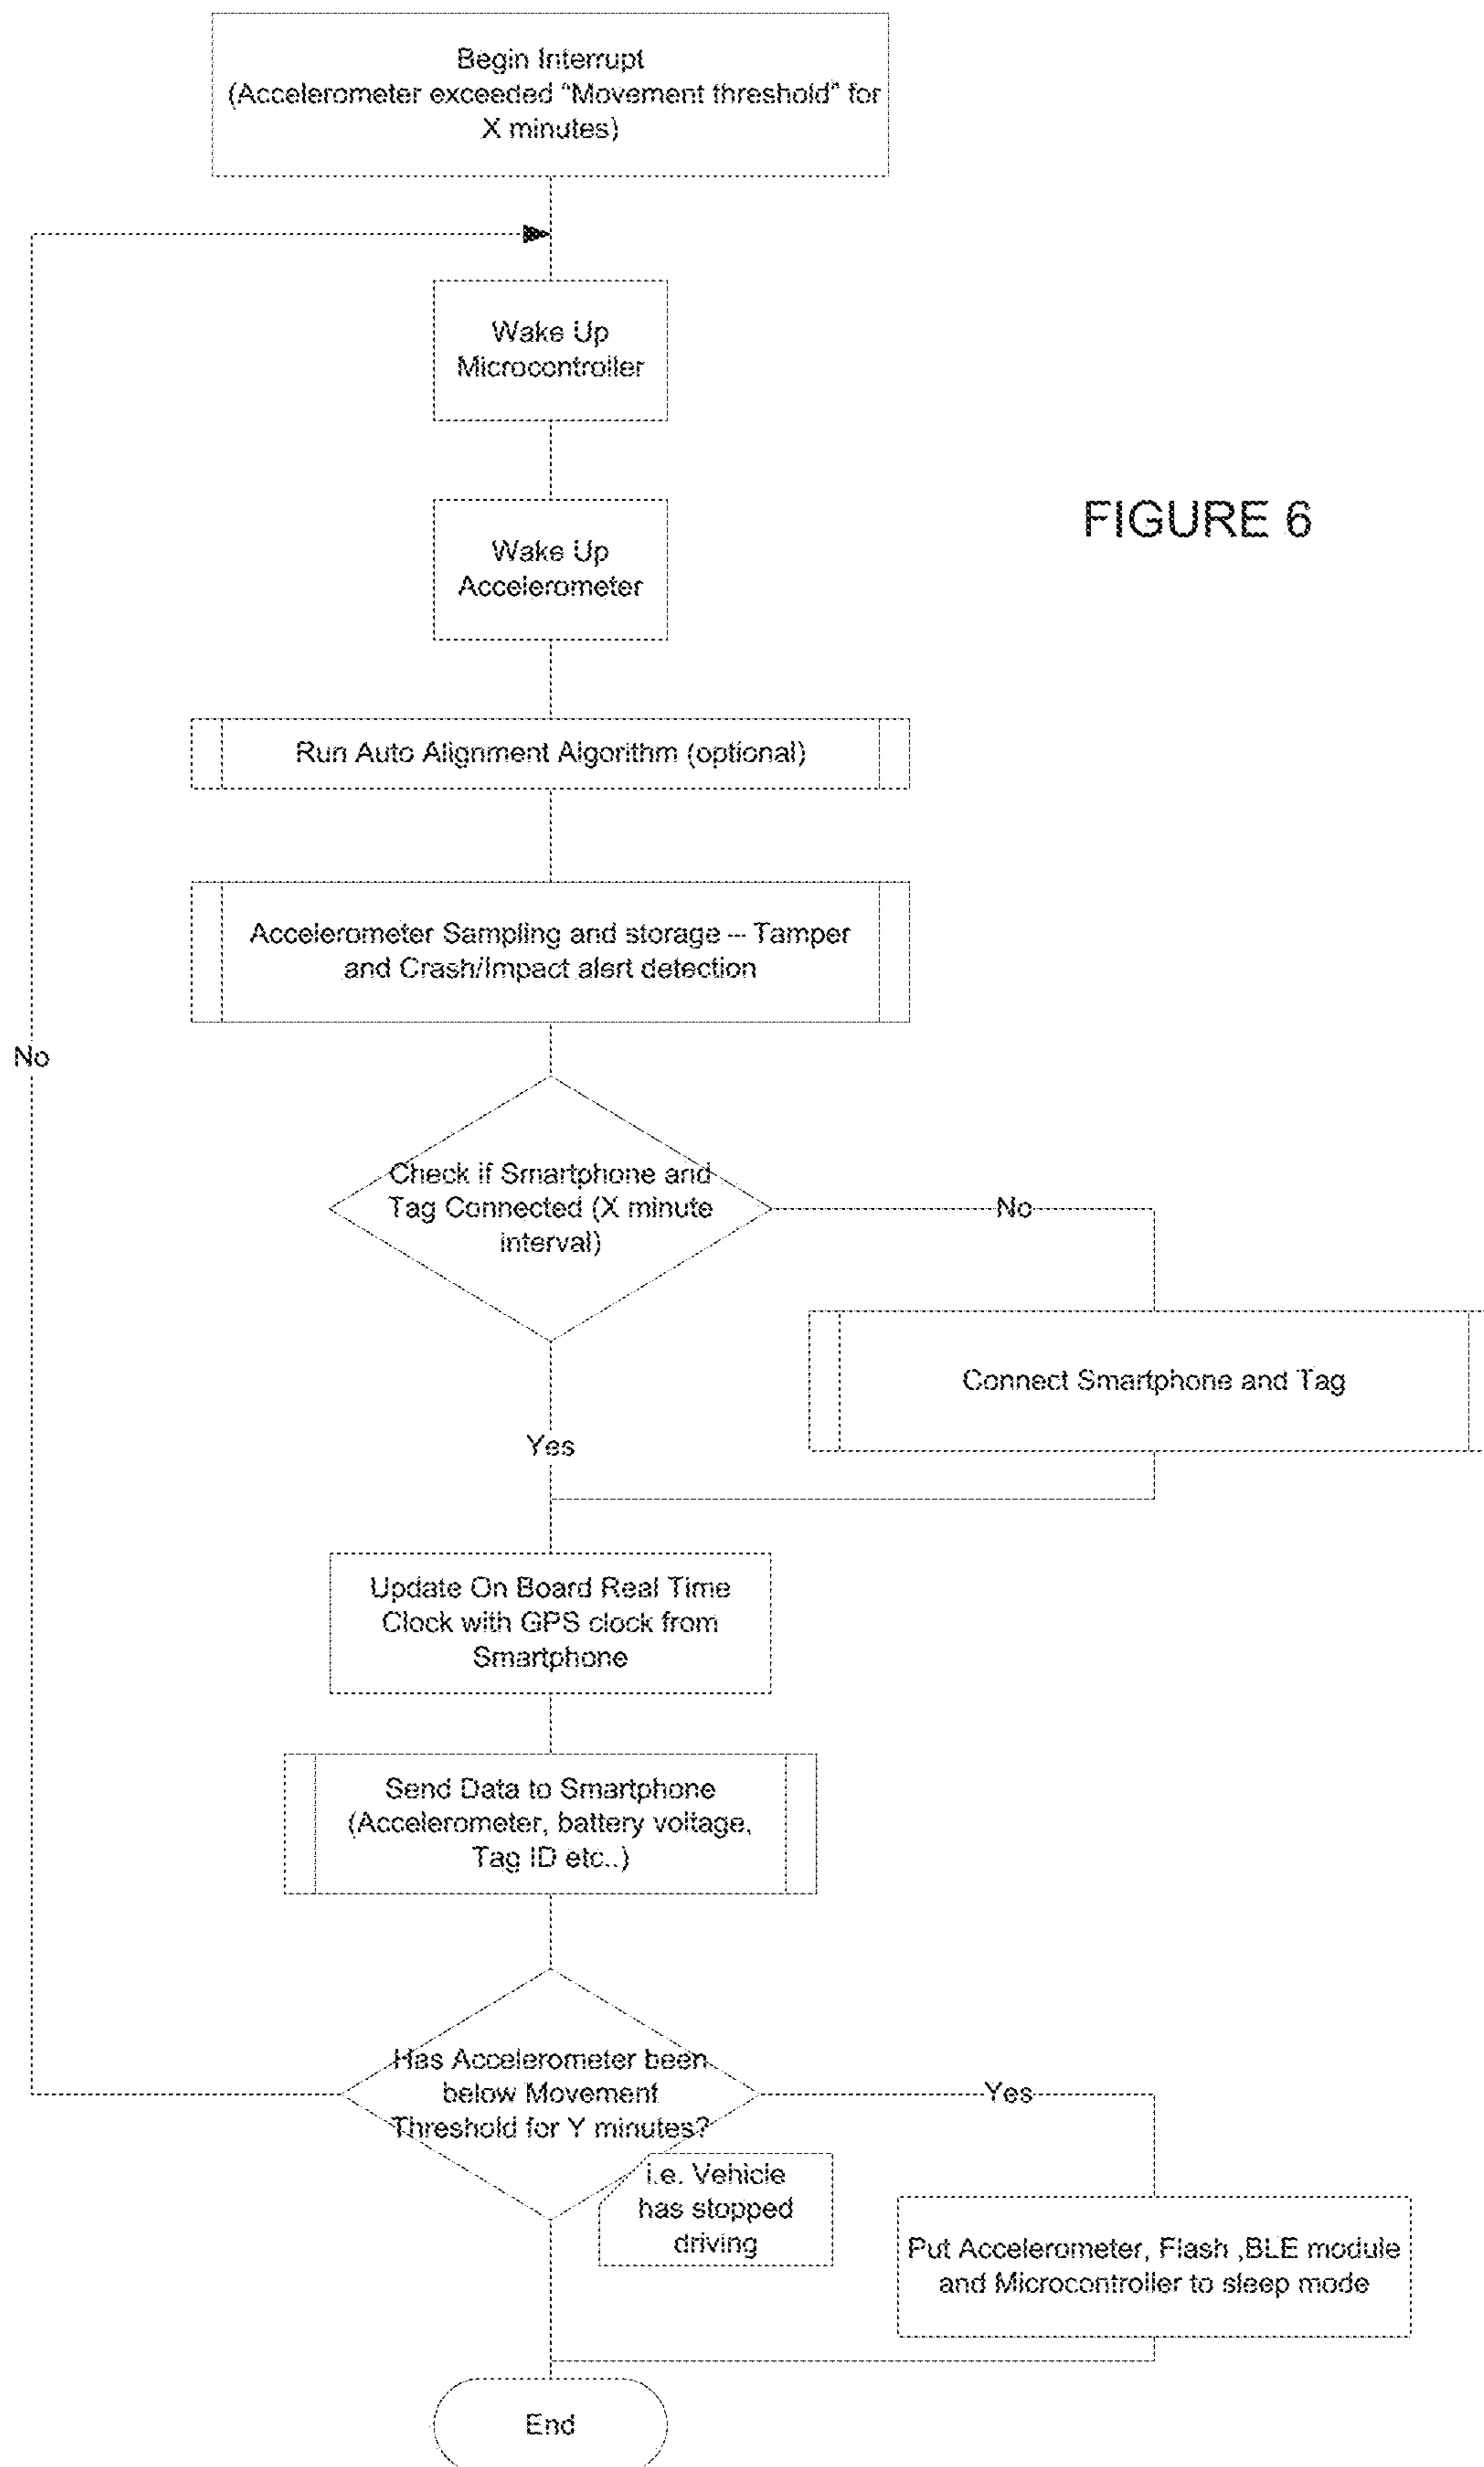 Begin Interrupt
(Accelerometer exceeded "Movement threshold" for
X minutes)
Wake Up
Microcontroller
FIGURE 6
Wake Up
Accelerometer
Run Auto Alignment Algorithm (optional)
Accelerometer Sampling and storage -- Tamper
and Crash/Impact alert detection
No
Check if Smartphone and
Tag Connected (X minute
interval)
No
Connect Smartphone and Tag
Yes
Update On Board Real Time
Clock with GPS clock from
Smartphone
Send Data to Smartphone
(Accelerometer, battery voltage,
Tag ID etc..)
Has Accelerometer been
below Movement
Threshold for Y minutes?
Yes
i.e. Vehicle
has stopped
driving
Put Accelerometer, Flash ,BLE module
and Microcontroller to sleep mode
End